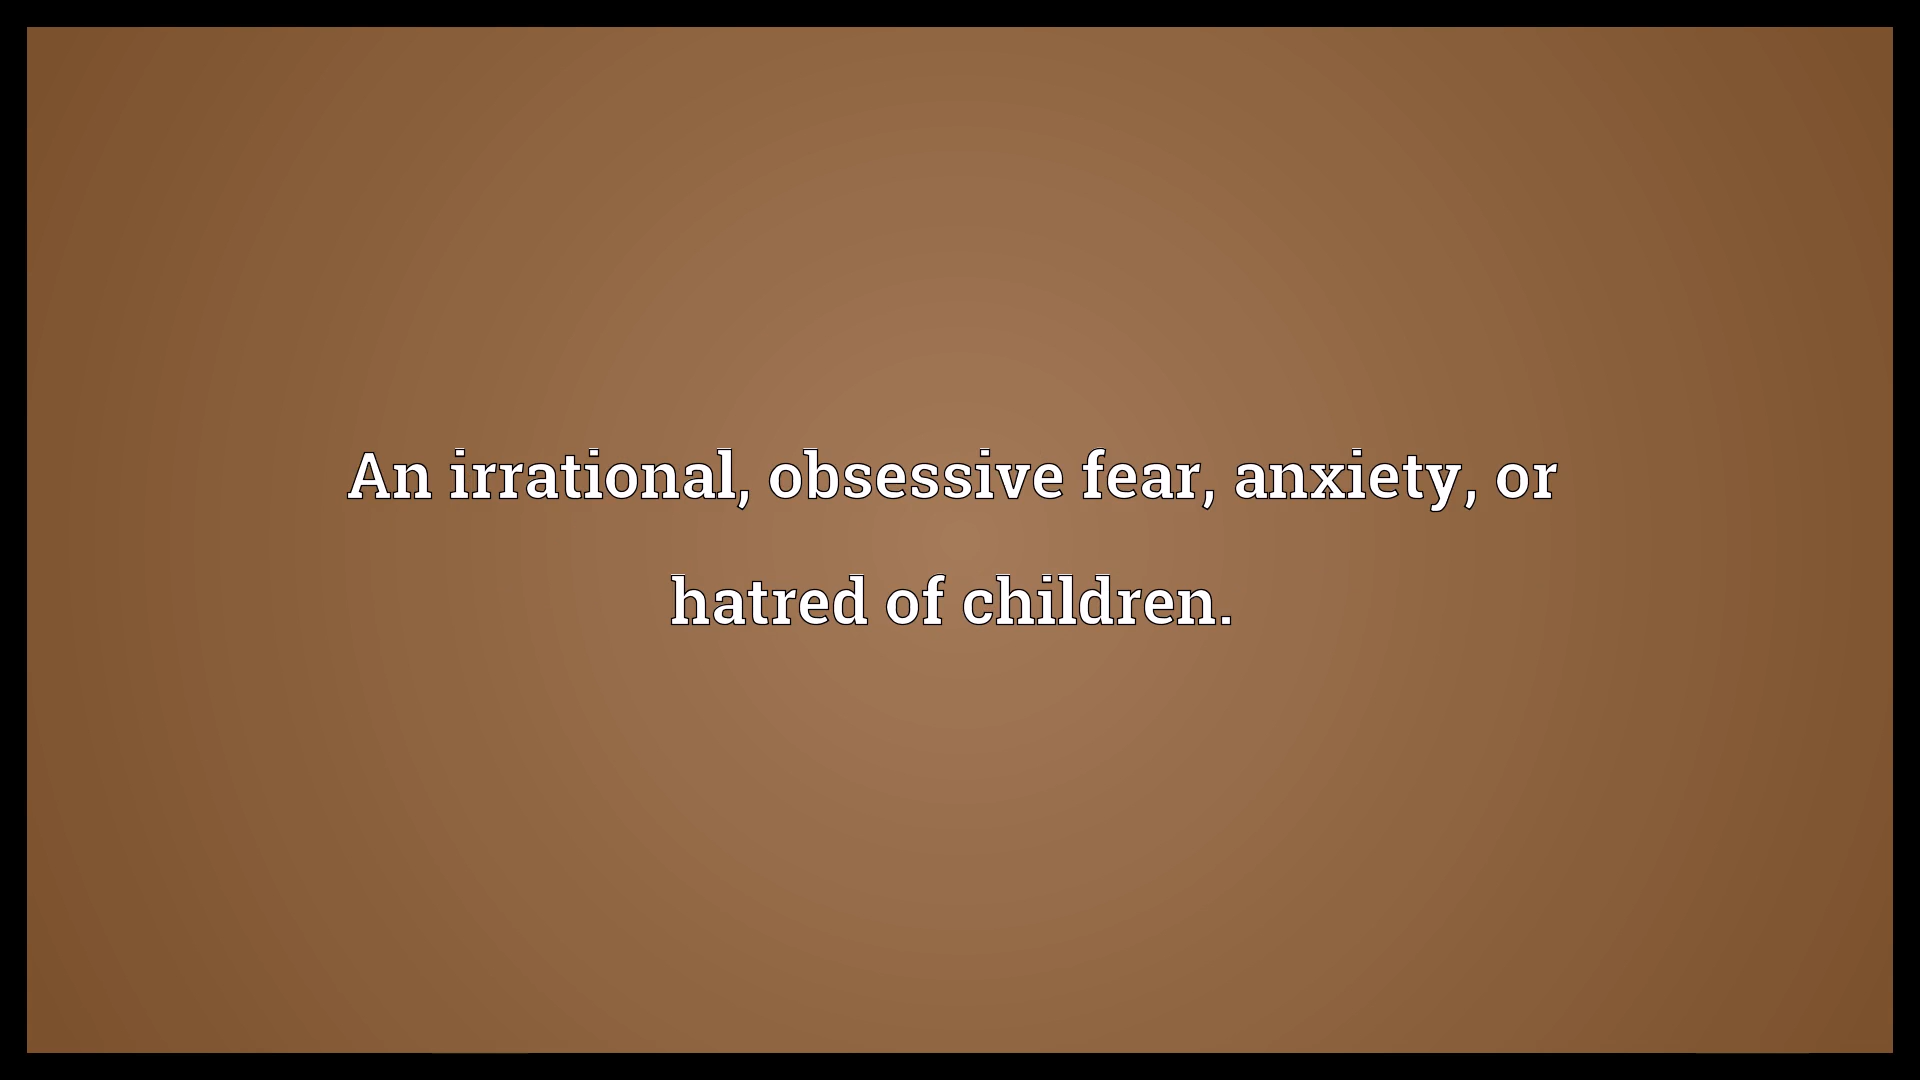 An irrational, obsessive fear, anxiety, or
hatred of children.